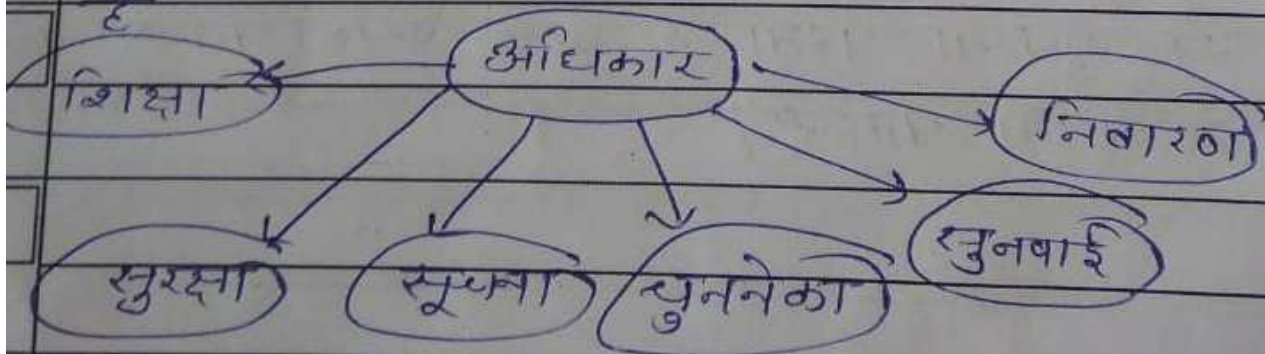 है
अधिकार
शिक्षा
निवारण
सुरक्षा
सूचना
चुनने का
सुनवाई